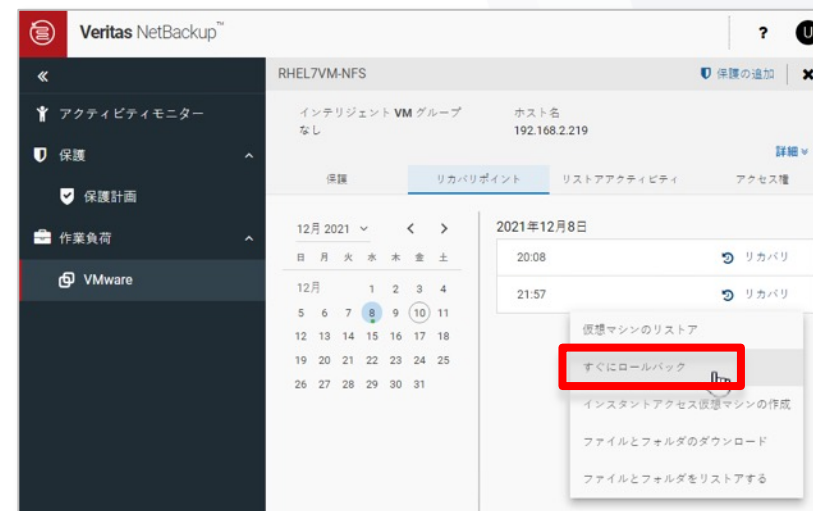 Veritas NetBackup™
?
U
«
RHEL7VM-NFS
保護の追加
アクティビティモニター
インテリジェント VM グループ
ホスト名
なし
192.168.2.219
保護
詳細
保護計画
保護
リカバリポイント
リストアアクティビティ
アクセス権
作業負荷
12月 2021
2021年12月8日
VMware
日 月 火 水 木 金 土
20:08
リカバリ
12月 1 2 3 4
21:57
リカバリ
5 6 7 8 9 10 11
12 13 14 15 16 17 18
19 20 21 22 23 24 25
26 27 28 29 30 31
仮想マシンのリストア
すぐにロールバック
インスタントアクセス仮想マシンの作成
ファイルとフォルダのダウンロード
ファイルとフォルダをリストアする